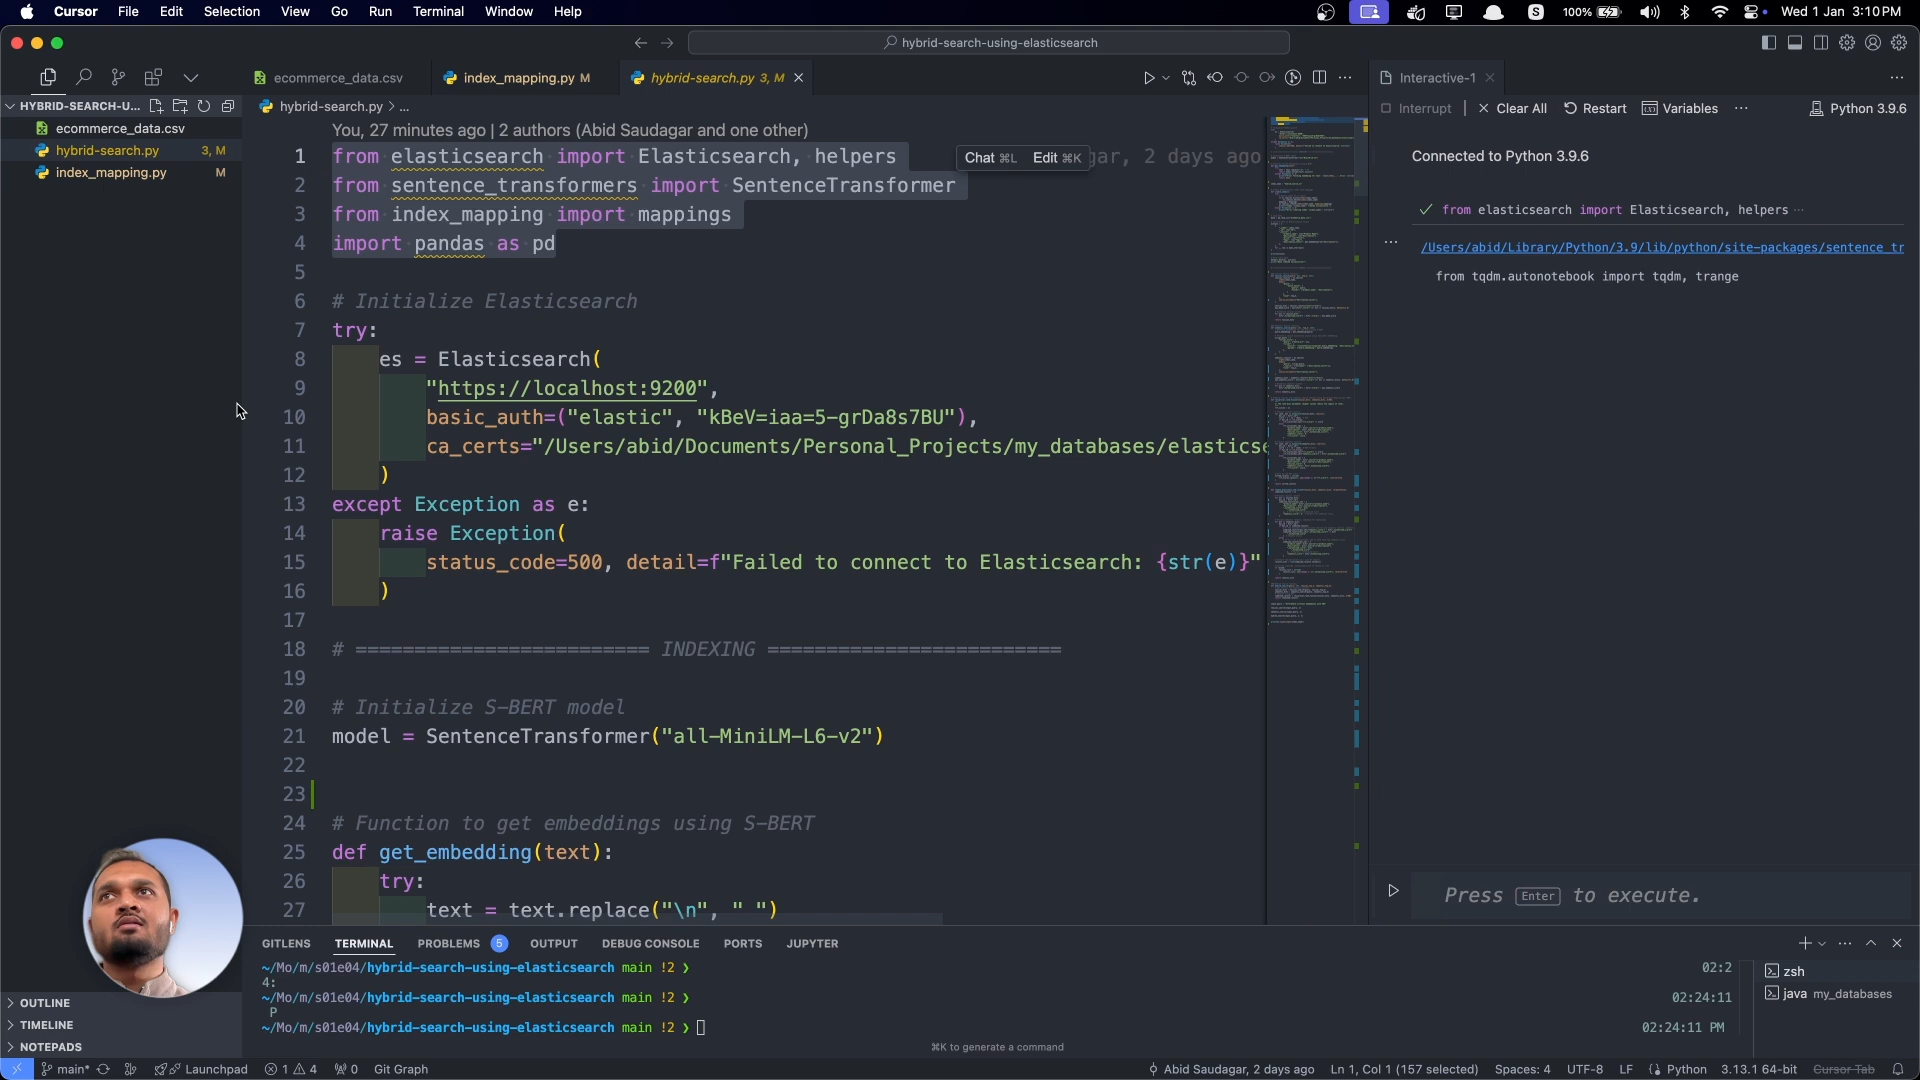 Cursor File Edit Selection View Go Run Terminal Window Help
100% Wed 1 Jan 3:10 PM
hybrid-search-using-elasticsearch
ecommerce_data.csv
index_mapping.py M
hybrid-search.py 3, M
Interactive-1
HYBRID-SEARCH-U...
ecommerce_data.csv
hybrid-search.py 3, M
index_mapping.py M
hybrid-search.py > ...
Interrupt | Clear All Restart Variables ... Python 3.9.6
You, 27 minutes ago | 2 authors (Abid Saudagar and one other)
1 from elasticsearch import Elasticsearch, helpers
Chat ⌘L Edit ⌘K gar, 2 days ago
2 from sentence_transformers import SentenceTransformer
3 from index_mapping import mappings
4 import pandas as pd
5
6 # Initialize Elasticsearch
7 try:
8 es = Elasticsearch(
9 "https://localhost:9200",
10 basic_auth=("elastic", "kBeV=iaa=5-grDa8s7BU"),
11 ca_certs="/Users/abid/Documents/Personal_Projects/my_databases/elasticse
12 )
13 except Exception as e:
14 raise Exception(
15 status_code=500, detail=f"Failed to connect to Elasticsearch: {str(e)}"
16 )
17
18 # ========================= INDEXING =========================
19
20 # Initialize S-BERT model
21 model = SentenceTransformer("all-MiniLM-L6-v2")
22
23
24 # Function to get embeddings using S-BERT
25 def get_embedding(text):
26 try:
27 text = text.replace("\n", " ")
Connected to Python 3.9.6
from elasticsearch import Elasticsearch, helpers ...
/Users/abid/Library/Python/3.9/lib/python/site-packages/sentence_tr
from tqdm.autonotebook import tqdm, trange
Press Enter to execute.
GITLENS TERMINAL PROBLEMS 5 OUTPUT DEBUG CONSOLE PORTS JUPYTER
~/Mo/m/s01e04/hybrid-search-using-elasticsearch main !2 ❯ 02:2
4:
~/Mo/m/s01e04/hybrid-search-using-elasticsearch main !2 ❯ 02:24:11
P
~/Mo/m/s01e04/hybrid-search-using-elasticsearch main !2 ❯ 02:24:11 PM
⌘K to generate a command
zsh
java my_databases
OUTLINE
TIMELINE
NOTEPADS
main* Launchpad 1 4 0 Git Graph
Abid Saudagar, 2 days ago Ln 1, Col 1 (157 selected) Spaces: 4 UTF-8 LF Python 3.13.1 64-bit Cursor Tab